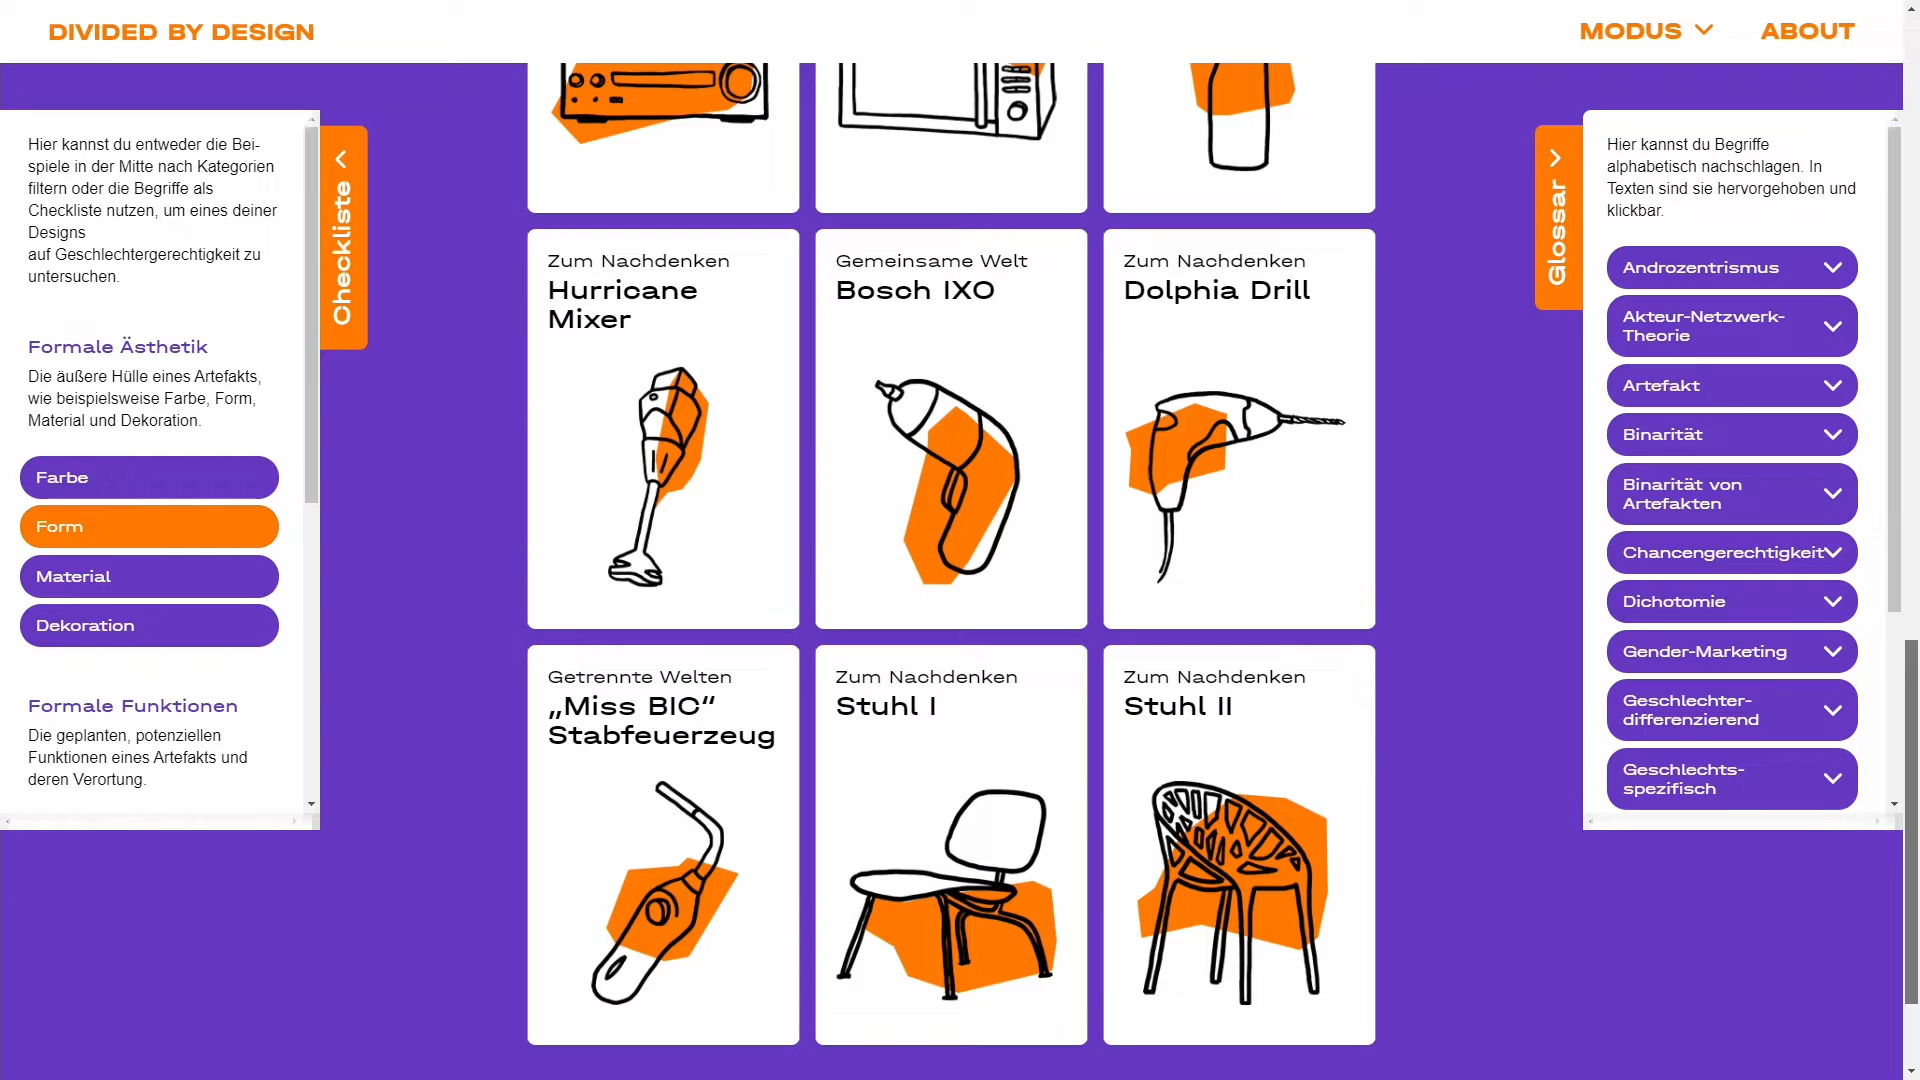 DIVIDED BY DESIGN
MODUS
ABOUT
Hier kannst du entweder die Bei-
spiele in der Mitte nach Kategorien
filtern oder die Begriffe als
Checkliste nutzen, um eines deiner
Designs
auf Geschlechtergerechtigkeit zu
untersuchen.
Formale Ästhetik
Die äußere Hülle eines Artefakts,
wie beispielsweise Farbe, Form,
Material und Dekoration.
Farbe
Form
Material
Dekoration
Formale Funktionen
Die geplanten, potenziellen
Funktionen eines Artefakts und
deren Verortung.
Checkliste
Zum Nachdenken
Hurricane
Mixer
Gemeinsame Welt
Bosch IXO
Zum Nachdenken
Dolphia Drill
Getrennte Welten
„Miss BIC“
Stabfeuerzeug
Zum Nachdenken
Stuhl I
Zum Nachdenken
Stuhl II
Glossar
Hier kannst du Begriffe
alphabetisch nachschlagen. In
Texten sind sie hervorgehoben und
klickbar.
Androzentrismus
Akteur-Netzwerk-
Theorie
Artefakt
Binarität
Binarität von
Artefakten
Chancengerechtigkeit
Dichotomie
Gender-Marketing
Geschlechter-
differenzierend
Geschlechts-
spezifisch